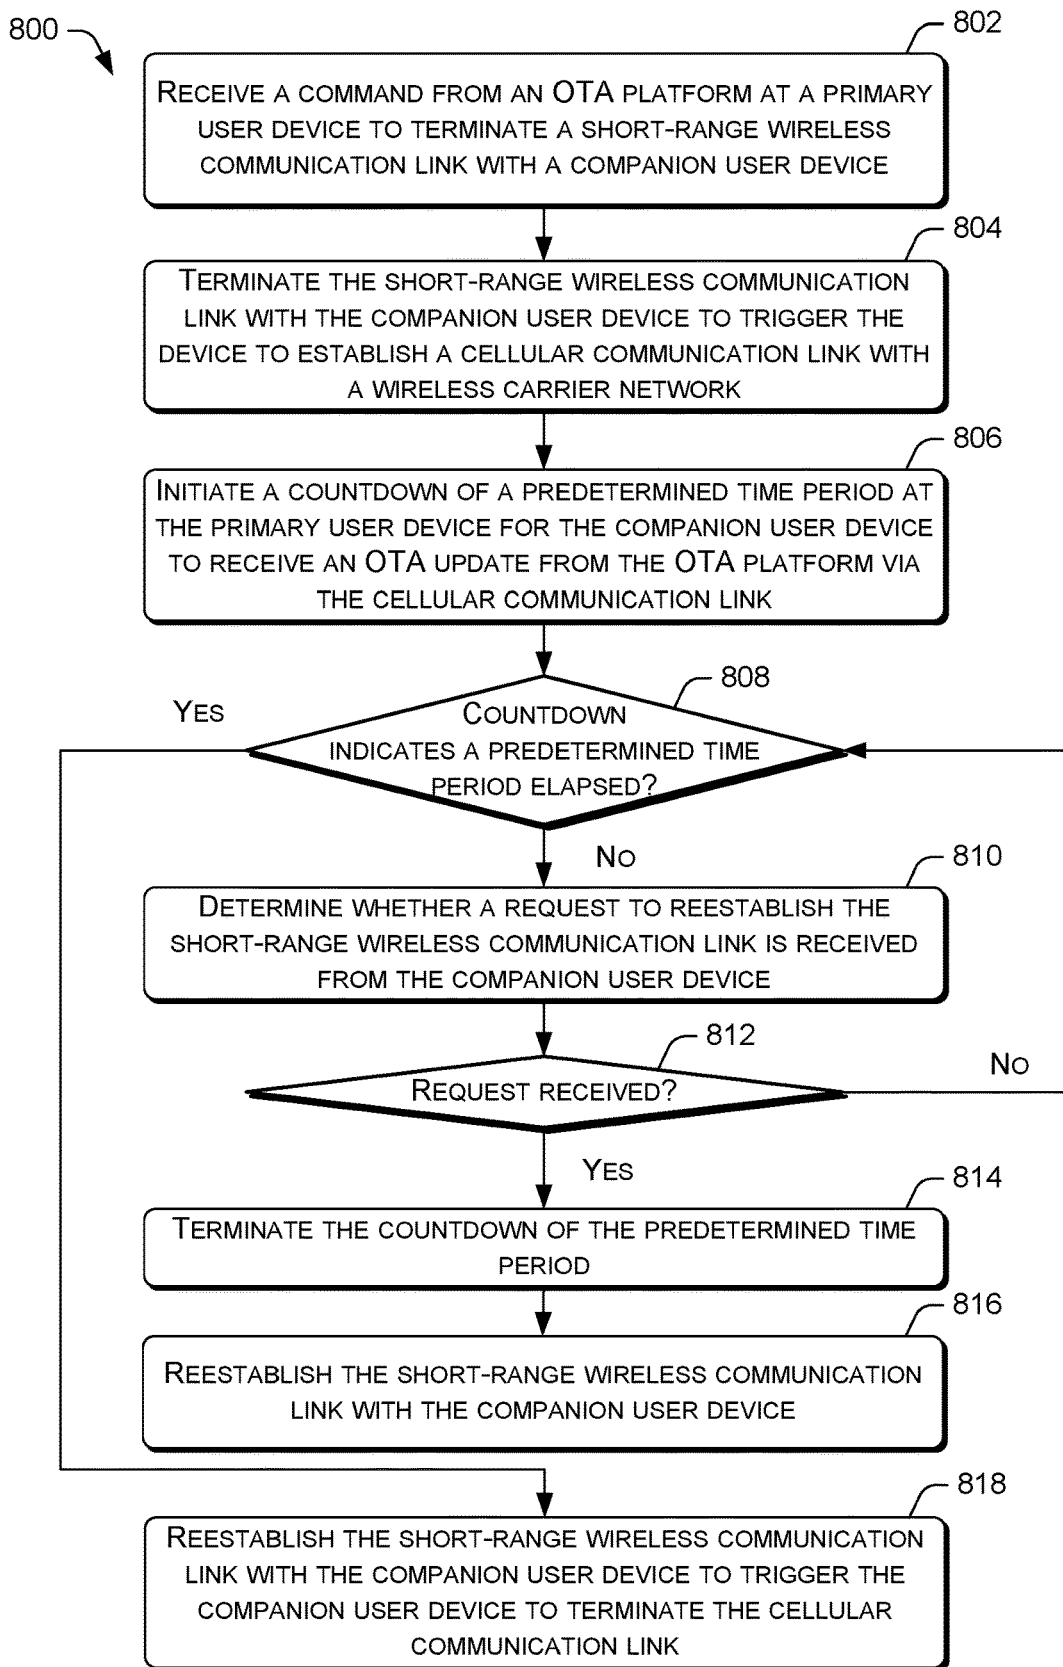 800
802
RECEIVE A COMMAND FROM AN OTA PLATFORM AT A PRIMARY
USER DEVICE TO TERMINATE A SHORT-RANGE WIRELESS
COMMUNICATION LINK WITH A COMPANION USER DEVICE
804
TERMINATE THE SHORT-RANGE WIRELESS COMMUNICATION
LINK WITH THE COMPANION USER DEVICE TO TRIGGER THE
DEVICE TO ESTABLISH A CELLULAR COMMUNICATION LINK WITH
A WIRELESS CARRIER NETWORK
806
INITIATE A COUNTDOWN OF A PREDETERMINED TIME PERIOD AT
THE PRIMARY USER DEVICE FOR THE COMPANION USER DEVICE
TO RECEIVE AN OTA UPDATE FROM THE OTA PLATFORM VIA
THE CELLULAR COMMUNICATION LINK
808
YES
COUNTDOWN
INDICATES A PREDETERMINED TIME
PERIOD ELAPSED?
NO
810
DETERMINE WHETHER A REQUEST TO REESTABLISH THE
SHORT-RANGE WIRELESS COMMUNICATION LINK IS RECEIVED
FROM THE COMPANION USER DEVICE
812
NO
REQUEST RECEIVED?
YES
814
TERMINATE THE COUNTDOWN OF THE PREDETERMINED TIME
PERIOD
816
REESTABLISH THE SHORT-RANGE WIRELESS COMMUNICATION
LINK WITH THE COMPANION USER DEVICE
818
REESTABLISH THE SHORT-RANGE WIRELESS COMMUNICATION
LINK WITH THE COMPANION USER DEVICE TO TRIGGER THE
COMPANION USER DEVICE TO TERMINATE THE CELLULAR
COMMUNICATION LINK